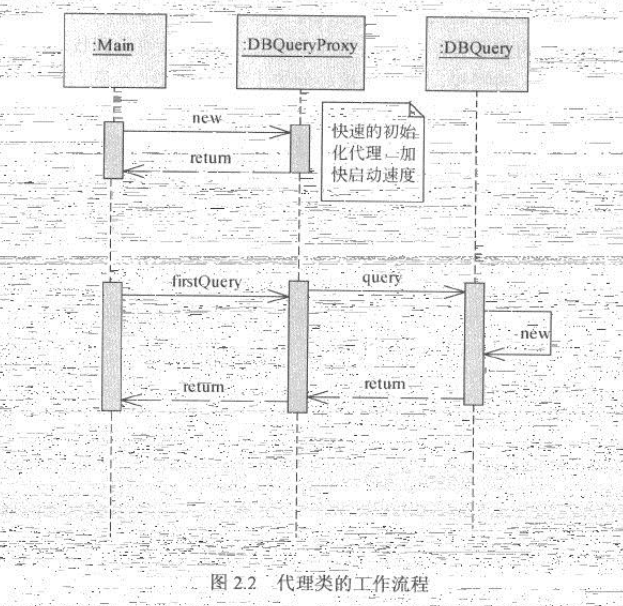 :Main
:DBQueryProxy
:DBQuery
new
return
快速的初始
化代理，加
快启动速度
firstQuery
query
new
return
return
图 2.2 代理类的工作流程